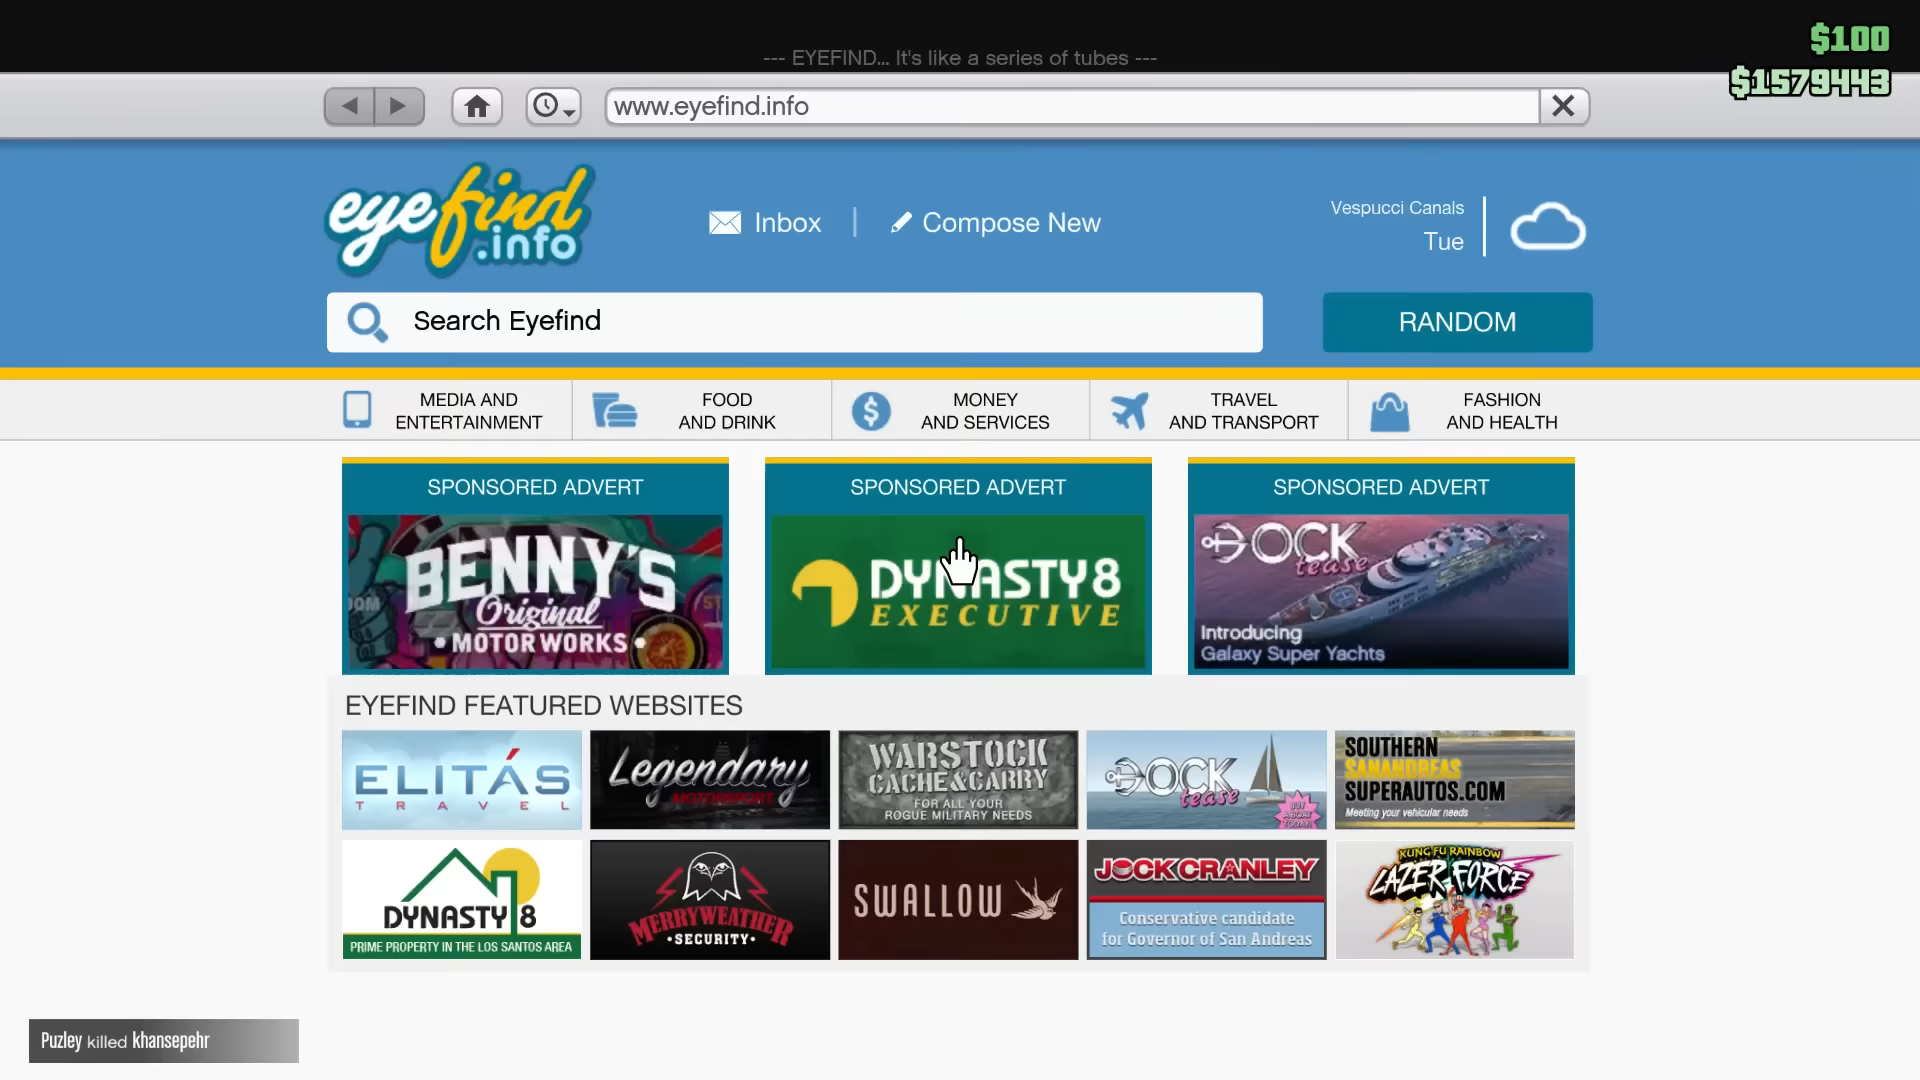 $100
--- EYEFIND... It's like a series of tubes ---
$1579443
www.eyefind.info
eyefind
.info
Inbox
Compose New
Vespucci Canals
Tue
Search Eyefind
RANDOM
MEDIA AND
ENTERTAINMENT
FOOD
AND DRINK
MONEY
AND SERVICES
TRAVEL
AND TRANSPORT
FASHION
AND HEALTH
SPONSORED ADVERT
BENNY'S
Original
MOTOR WORKS
SPONSORED ADVERT
DYNASTY 8
EXECUTIVE
SPONSORED ADVERT
DOCK
tease
Introducing
Galaxy Super Yachts
EYEFIND FEATURED WEBSITES
ELITÁS
TRAVEL
Legendary
MOTORSPORT
WARSTOCK
CACHE & CARRY
FOR ALL YOUR
ROGUE MILITARY NEEDS
DOCK
tease
SOUTHERN
SANANDREAS
SUPERAUTOS.COM
Meeting your vehicular needs
DYNASTY 8
PRIME PROPERTY IN THE LOS SANTOS AREA
MERRYWEATHER
SECURITY
SWALLOW
JOCK CRANLEY
Conservative candidate
for Governor of San Andreas
KUNG FU RAINBOW
LAZER FORCE
Puzley killed khansepehr